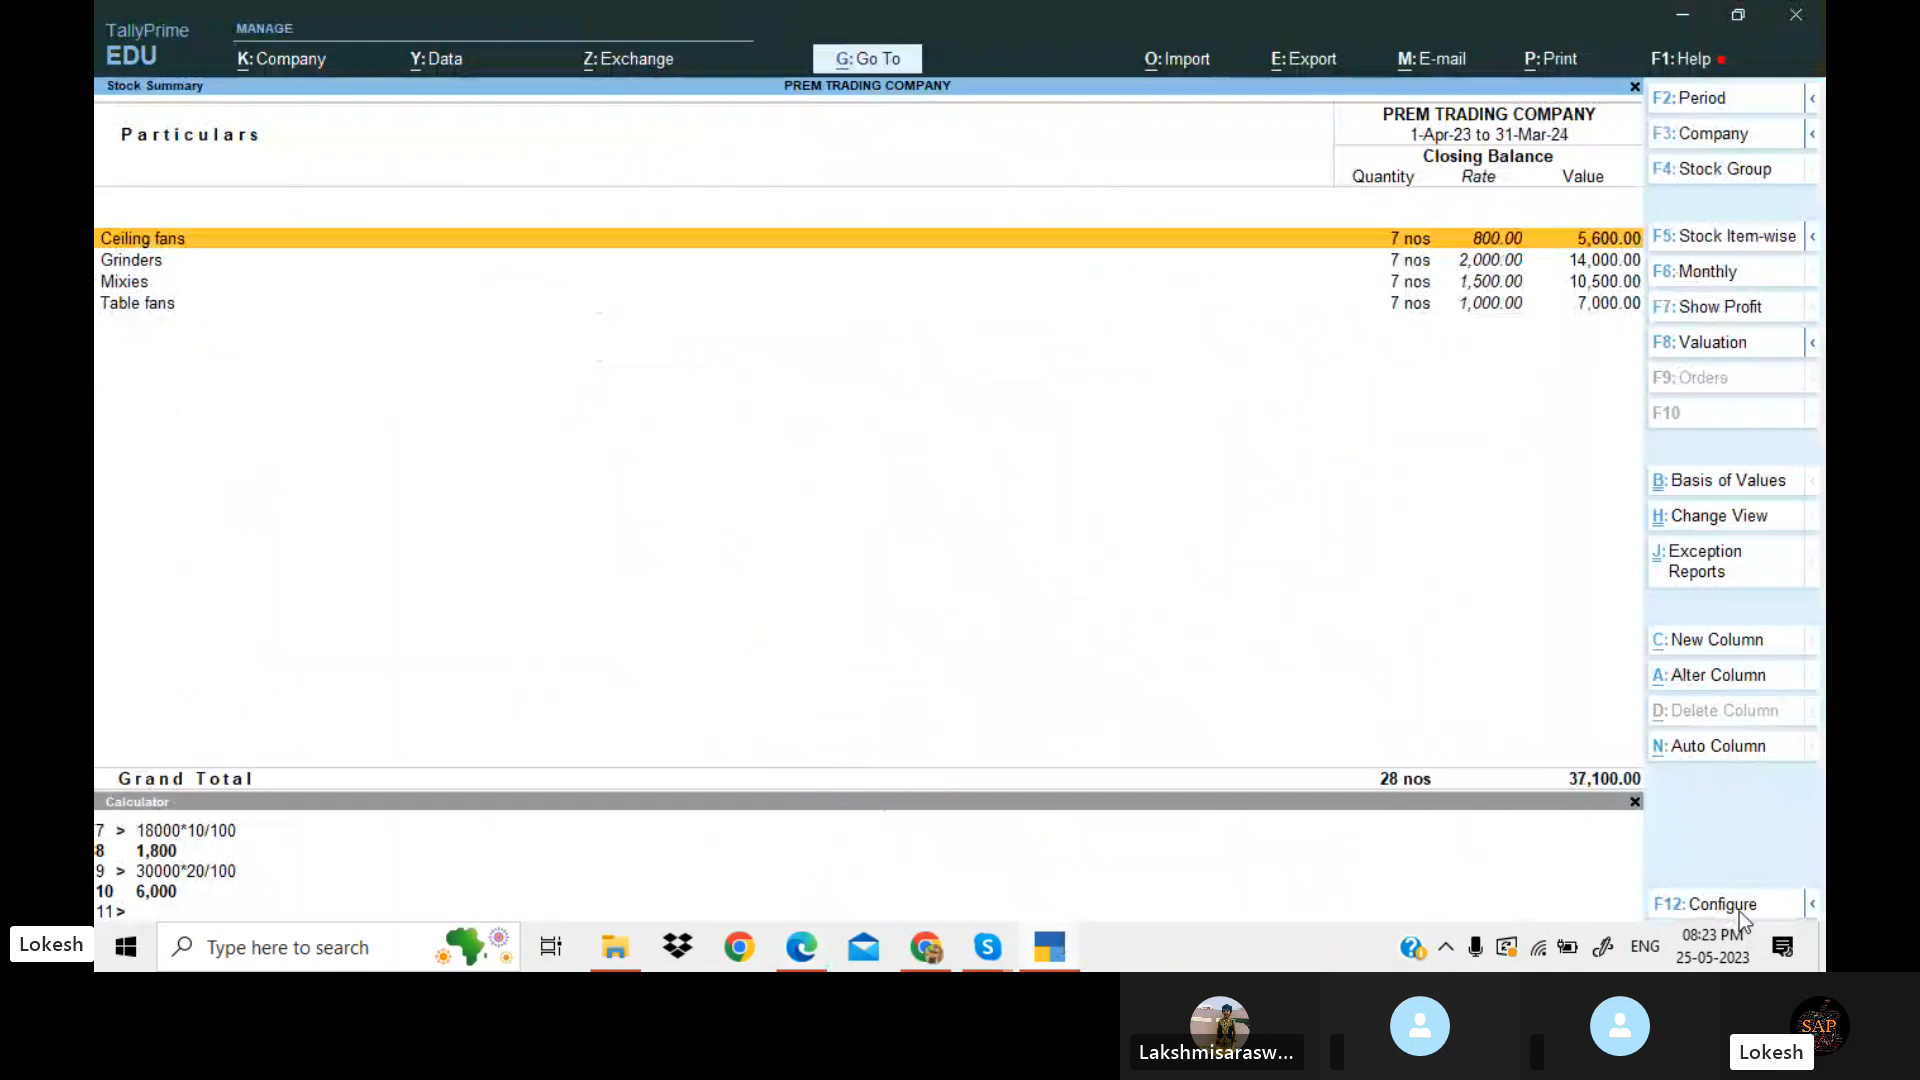 TallyPrime
EDU
MANAGE
K: Company
Y: Data
Z: Exchange
G: Go To
O: Import
E: Export
M: E-mail
P: Print
F1: Help
Stock Summary
PREM TRADING COMPANY
Particulars
PREM TRADING COMPANY
1-Apr-23 to 31-Mar-24
Closing Balance
Quantity Rate Value
Ceiling fans 7 nos 800.00 5,600.00
Grinders 7 nos 2,000.00 14,000.00
Mixies 7 nos 1,500.00 10,500.00
Table fans 7 nos 1,000.00 7,000.00
Grand Total 28 nos 37,100.00
F2: Period
F3: Company
F4: Stock Group
F5: Stock Item-wise
F6: Monthly
F7: Show Profit
F8: Valuation
F9: Orders
F10
B: Basis of Values
H: Change View
J: Exception
Reports
C: New Column
A: Alter Column
D: Delete Column
N: Auto Column
F12: Configure
Calculator
7 > 18000*10/100
8 1,800
9 > 30000*20/100
10 6,000
11>
Lokesh
Type here to search
ENG
08:23 PM
25-05-2023
Lakshmisarasw...
SAP
Lokesh